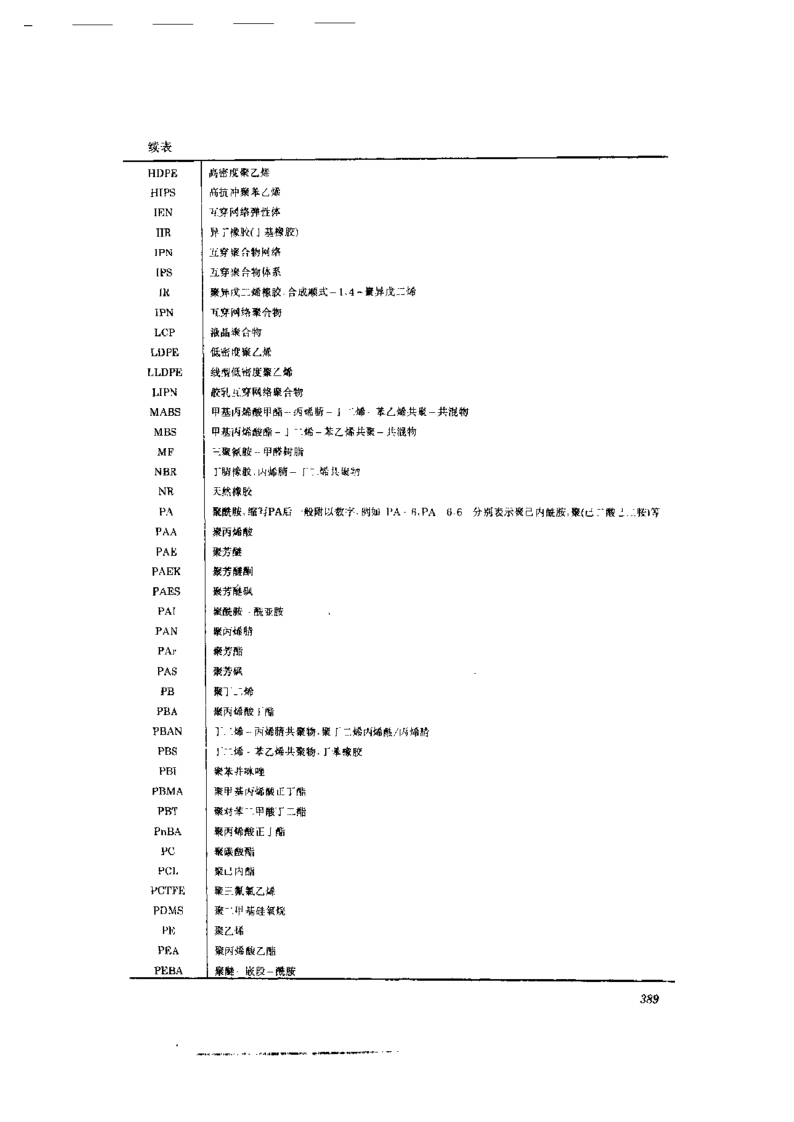 续表
HDPE 高密度聚乙烯
HIPS 高抗冲聚苯乙烯
IEN 互穿网络弹性体
IIR 异丁橡胶(丁基橡胶)
IPN 互穿聚合物网络
IPS 互穿聚合物体系
IR 聚异戊二烯橡胶,合成顺式-1,4-聚异戊二烯
IPN 互穿网络聚合物
LCP 液晶聚合物
LDPE 低密度聚乙烯
LLDPE 线型低密度聚乙烯
LIPN 胶乳互穿网络聚合物
MABS 甲基丙烯酸甲酯-丙烯腈-丁二烯-苯乙烯共聚-共混物
MBS 甲基丙烯酸酯-丁二烯-苯乙烯共聚-共混物
MF 三聚氰胺-甲醛树脂
NBR 丁腈橡胶,丙烯腈-丁二烯共聚物
NR 天然橡胶
PA 聚酰胺,缩写PA后一般附以数字,例如 PA-6,PA 6.6 分别表示聚己内酰胺,聚(己二酸己二胺)等
PAA 聚丙烯酸
PAE 聚芳醚
PAEK 聚芳醚酮
PAES 聚芳醚砜
PAI 聚酰胺-酰亚胺
PAN 聚丙烯腈
PAr 聚芳酯
PAS 聚芳砜
PB 聚丁二烯
PBA 聚丙烯酸丁酯
PBAN 丁二烯-丙烯腈共聚物,聚丁二烯丙烯酸/丙烯腈
PBS 丁二烯-苯乙烯共聚物,丁苯橡胶
PBI 聚苯并咪唑
PBMA 聚甲基丙烯酸正丁酯
PBT 聚对苯二甲酸丁二酯
PnBA 聚丙烯酸正丁酯
PC 聚碳酸酯
PCL 聚己内酯
PCTFE 聚三氟氯乙烯
PDMS 聚二甲基硅氧烷
PE 聚乙烯
PEA 聚丙烯酸乙酯
PEBA 聚醚-嵌段-酰胺
389